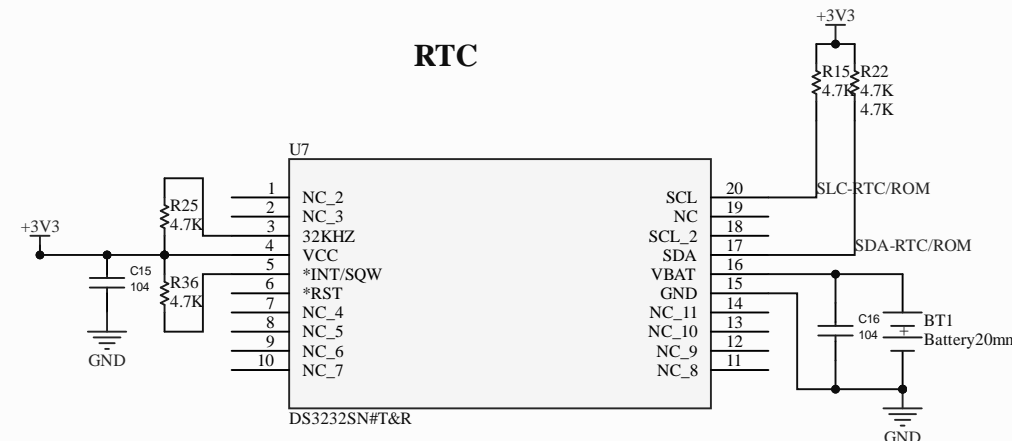 +3V3
RTC
R15
4.7K
R22
4.7K
4.7K
U7
1 NC_2
2 NC_3
3 32KHZ
4 VCC
5 *INT/SQW
6 *RST
7 NC_4
8 NC_5
9 NC_6
10 NC_7
SCL 20
NC 19
SCL_2 18
SDA 17
VBAT 16
GND 15
NC_11 14
NC_10 13
NC_9 12
NC_8 11
SLC-RTC/ROM
SDA-RTC/ROM
R25
4.7K
+3V3
C15
104
R36
4.7K
GND
C16
104
BT1
+
Battery20mm
GND
DS3232SN#T&R